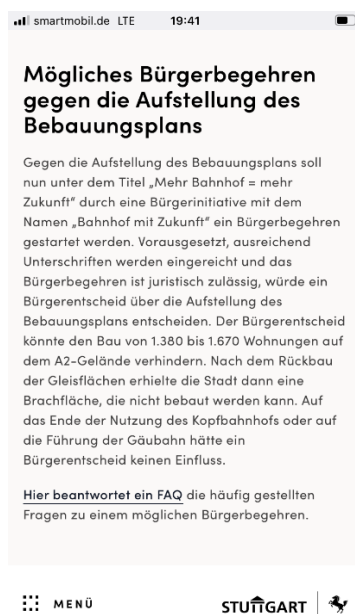 smartmobil.de LTE 19:41
Mögliches Bürgerbegehren
gegen die Aufstellung des
Bebauungsplans
Gegen die Aufstellung des Bebauungsplans soll
nun unter dem Titel „Mehr Bahnhof = mehr
Zukunft“ durch eine Bürgerinitiative mit dem
Namen „Bahnhof mit Zukunft“ ein Bürgerbegehren
gestartet werden. Vorausgesetzt, ausreichend
Unterschriften werden eingereicht und das
Bürgerbegehren ist juristisch zulässig, würde ein
Bürgerentscheid über die Aufstellung des
Bebauungsplans entscheiden. Der Bürgerentscheid
könnte den Bau von 1.380 bis 1.670 Wohnungen auf
dem A2-Gelände verhindern. Nach dem Rückbau
der Gleisflächen erhielte die Stadt dann eine
Brachfläche, die nicht bebaut werden kann. Auf
das Ende der Nutzung des Kopfbahnhofs oder auf
die Führung der Gäubahn hätte ein
Bürgerentscheid keinen Einfluss.
Hier beantwortet ein FAQ die häufig gestellten
Fragen zu einem möglichen Bürgerbegehren.
MENÜ STUTTGART